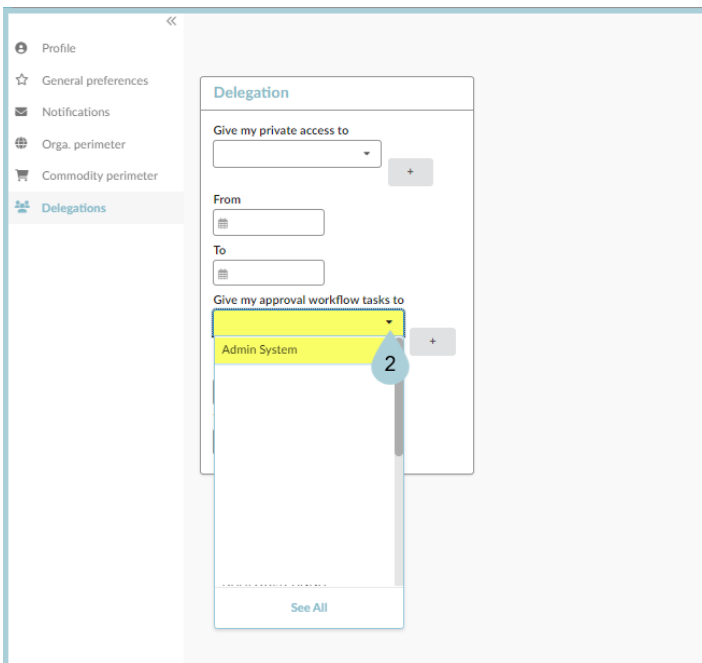 Profile
General preferences
Notifications
Orga. perimeter
Commodity perimeter
Delegations
Delegation
Give my private access to
+
From
To
Give my approval workflow tasks to
+
Admin System
2
See All